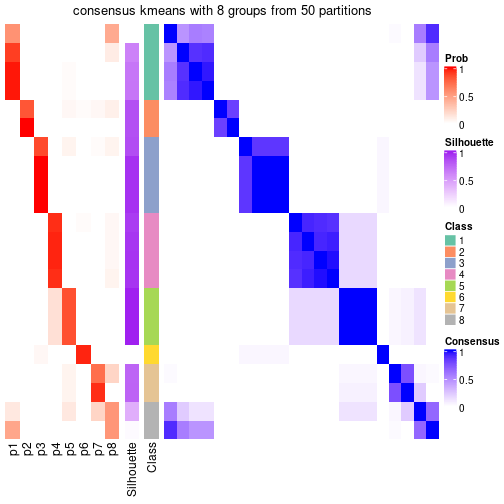 consensus kmeans with 8 groups from 50 partitions
Prob
1
0.5
0
Silhouette
1
0.5
0
Class
1
2
3
4
5
6
7
8
Consensus
1
0.5
0
p1
p2
p3
p4
p5
p6
p7
p8
Silhouette
Class